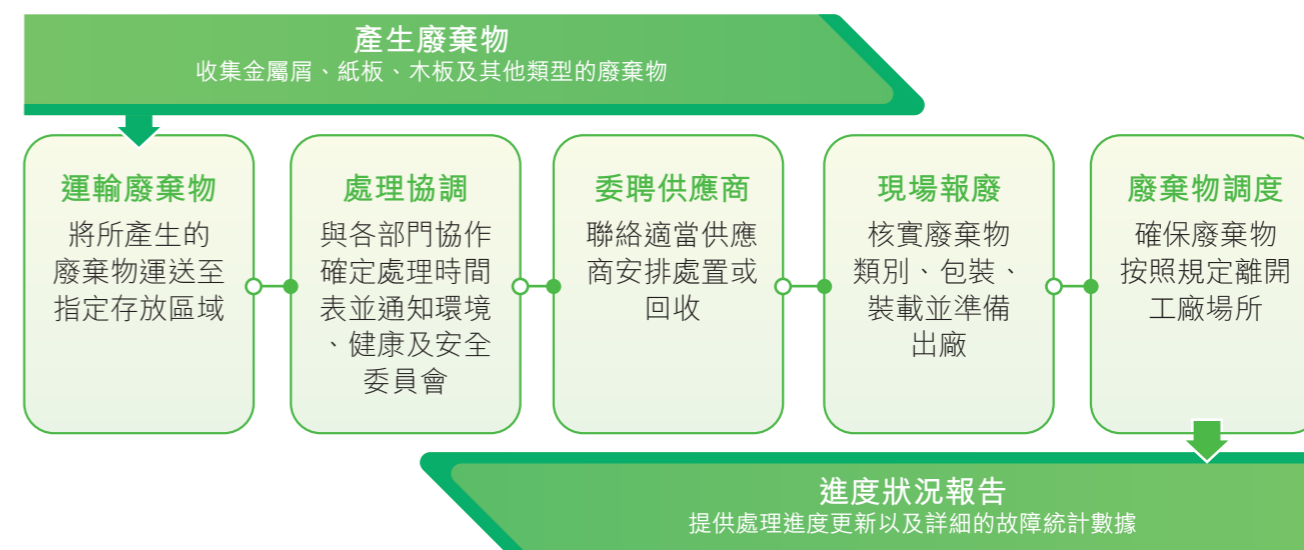 產生廢棄物
收集金屬屑、紙板、木板及其他類型的廢棄物
運輸廢棄物
將所產生的
廢棄物運送至
指定存放區域
處理協調
與各部門協作
確定處理時間
表並通知環境
、健康及安全
委員會
委聘供應商
聯絡適當供應
商安排處置或
回收
現場報廢
核實廢棄物
類別、包裝、
裝載並準備
出廠
廢棄物調度
確保廢棄物
按照規定離開
工廠場所
進度狀況報告
提供處理進度更新以及詳細的故障統計數據